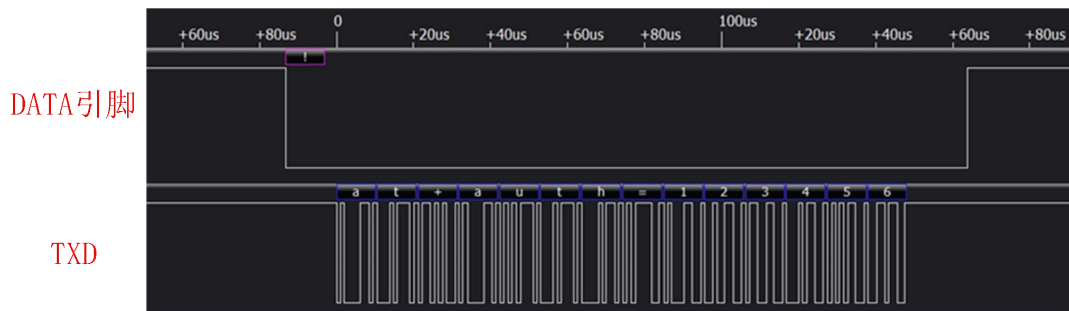 0 100us
+60us +80us +20us +40us +60us +80us +20us +40us +60us +80us
!
DATA引脚
a t + a u t h = 1 2 3 4 5 6
TXD